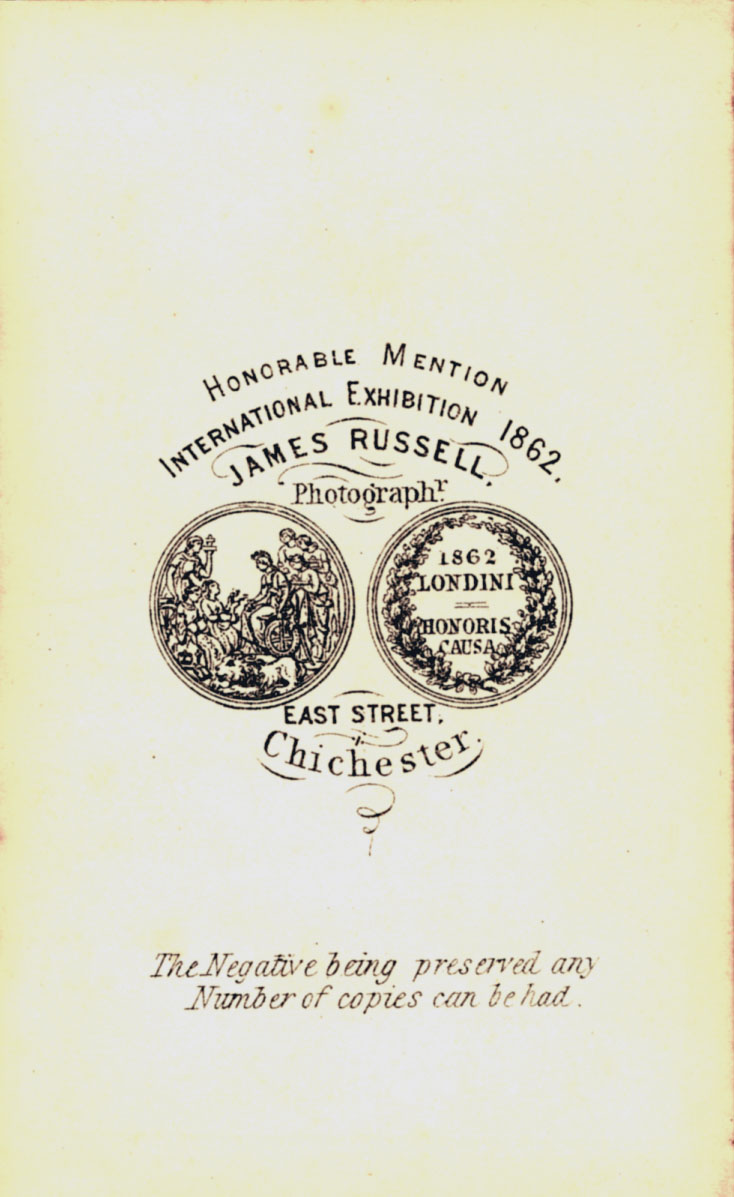 HONORABLE MENTION
INTERNATIONAL EXHIBITION 1862.
JAMES RUSSELL,
Photographr.
1862
LONDINI
HONORIS
CAUSA
EAST STREET,
Chichester.
The Negative being preserved any
Number of copies can be had.